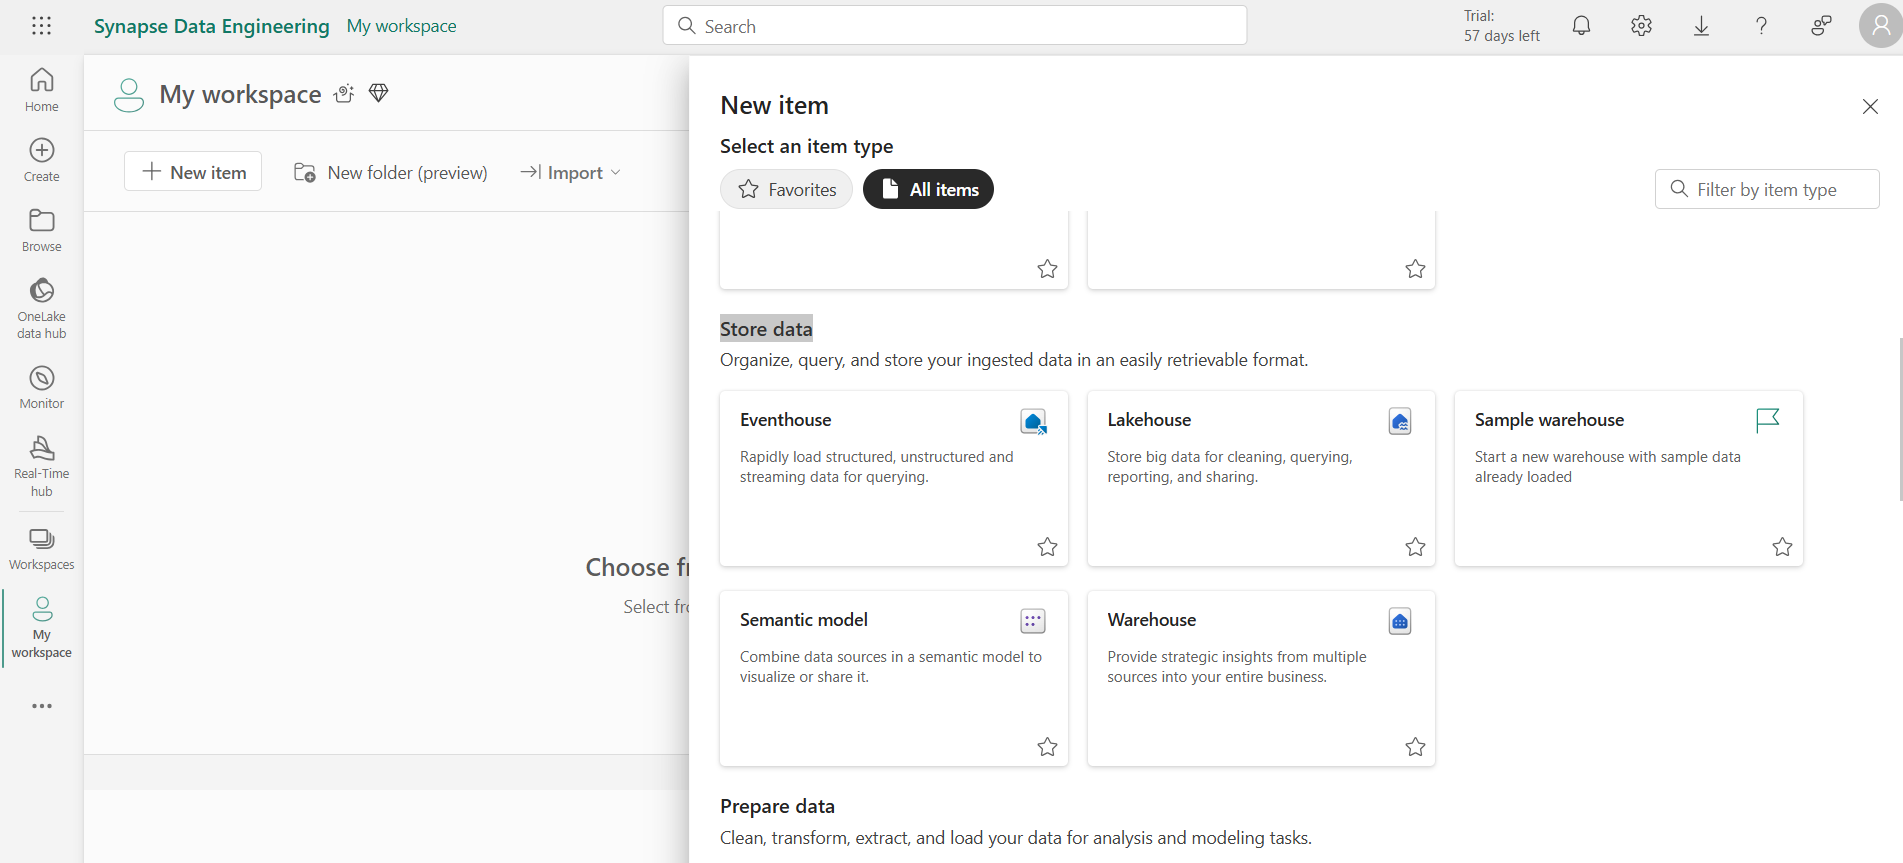 Synapse Data Engineering My workspace
Search
Trial:
57 days left
Home
Create
Browse
OneLake
data hub
Monitor
Real-Time
hub
Workspaces
My
workspace
My workspace
New item
New folder (preview)
Import
Choose fr
Select fro
New item
Select an item type
Favorites
All items
Filter by item type
Store data
Organize, query, and store your ingested data in an easily retrievable format.
Eventhouse
Rapidly load structured, unstructured and
streaming data for querying.
Lakehouse
Store big data for cleaning, querying,
reporting, and sharing.
Sample warehouse
Start a new warehouse with sample data
already loaded
Semantic model
Combine data sources in a semantic model to
visualize or share it.
Warehouse
Provide strategic insights from multiple
sources into your entire business.
Prepare data
Clean, transform, extract, and load your data for analysis and modeling tasks.